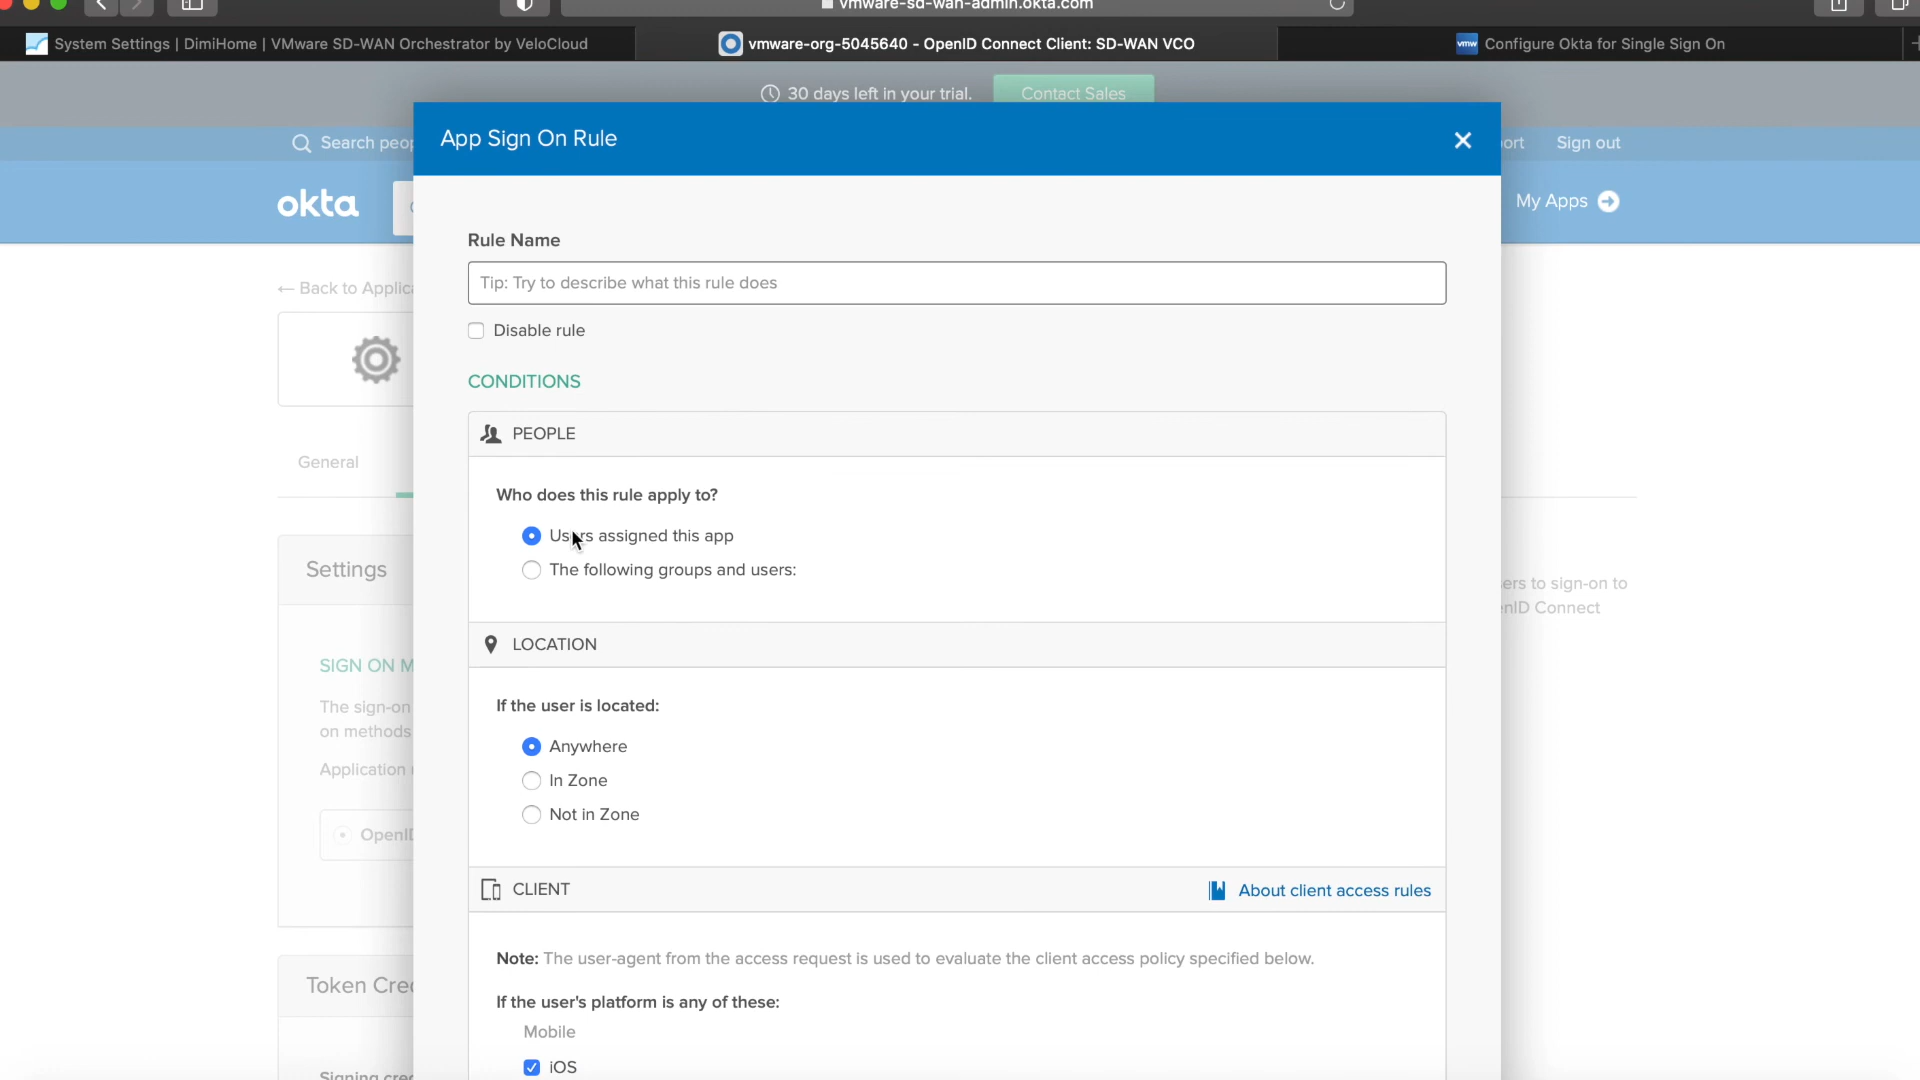 vmware-sd-wan-admin.okta.com
System Settings | DimiHome | VMware SD-WAN Orchestrator by VeloCloud
vmware-org-5045640 - OpenID Connect Client: SD-WAN VCO
vmw Configure Okta for Single Sign On
30 days left in your trial.
Contact Sales
App Sign On Rule
Search peop
ort
Sign out
okta
My Apps
Rule Name
Tip: Try to describe what this rule does
← Back to Applica
Disable rule
CONDITIONS
PEOPLE
General
Who does this rule apply to?
Users assigned this app
The following groups and users:
Settings
ers to sign-on to
enID Connect
LOCATION
SIGN ON M
If the user is located:
The sign-on
on methods
Anywhere
Application
In Zone
Not in Zone
OpenID
CLIENT
About client access rules
Note: The user-agent from the access request is used to evaluate the client access policy specified below.
Token Cre
If the user's platform is any of these:
Mobile
iOS
Signing cre